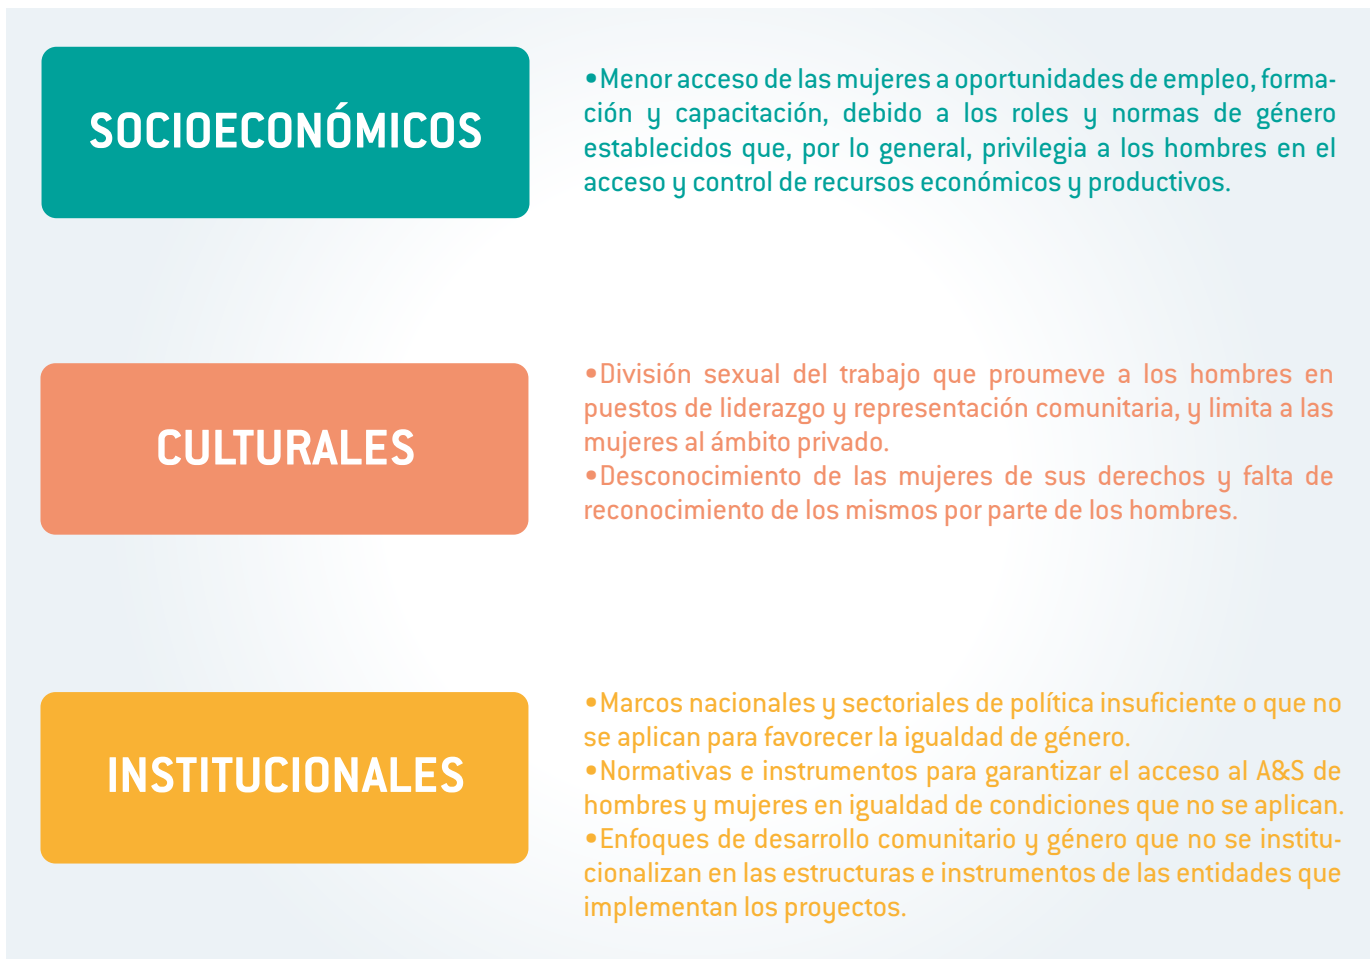 SOCIOECONÓMICOS
•Menor acceso de las mujeres a oportunidades de empleo, forma-
ción y capacitación, debido a los roles y normas de género
establecidos que, por lo general, privilegia a los hombres en el
acceso y control de recursos económicos y productivos.
CULTURALES
•División sexual del trabajo que proumeve a los hombres en
puestos de liderazgo y representación comunitaria, y limita a las
mujeres al ámbito privado.
•Desconocimiento de las mujeres de sus derechos y falta de
reconocimiento de los mismos por parte de los hombres.
INSTITUCIONALES
•Marcos nacionales y sectoriales de política insuficiente o que no
se aplican para favorecer la igualdad de género.
•Normativas e instrumentos para garantizar el acceso al A&S de
hombres y mujeres en igualdad de condiciones que no se aplican.
•Enfoques de desarrollo comunitario y género que no se institu-
cionalizan en las estructuras e instrumentos de las entidades que
implementan los proyectos.